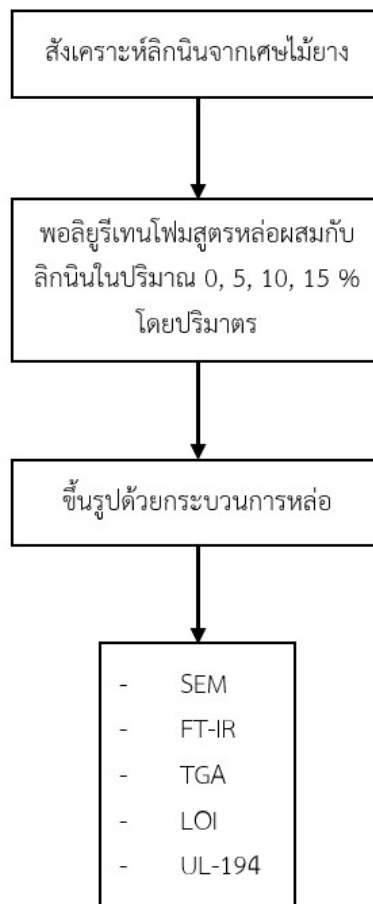 สังเคราะห์ลิกนินจากเศษไม้ยาง
พอลิยูรีเทนโฟมสูตรหล่อผสมกับ
ลิกนินในปริมาณ 0, 5, 10, 15 %
โดยปริมาตร
ขึ้นรูปด้วยกระบวนการหล่อ
- SEM
- FT-IR
- TGA
- LOI
- UL-194